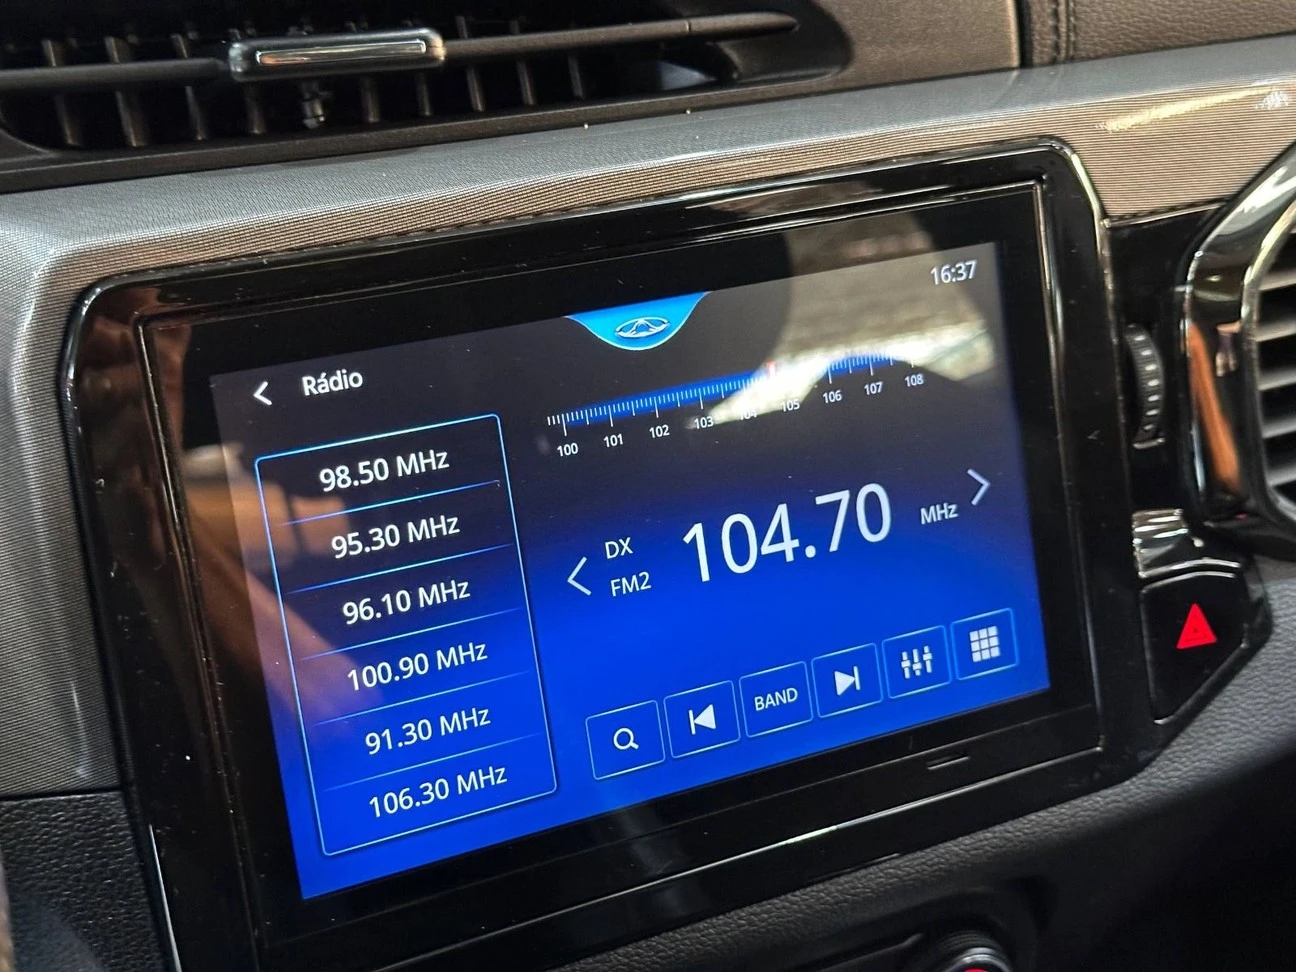 16:37
Rádio
100 101 102 103 104 105 106 107 108
98.50 MHz
95.30 MHz
96.10 MHz
100.90 MHz
91.30 MHz
106.30 MHz
DX
FM2
104.70 MHz
BAND